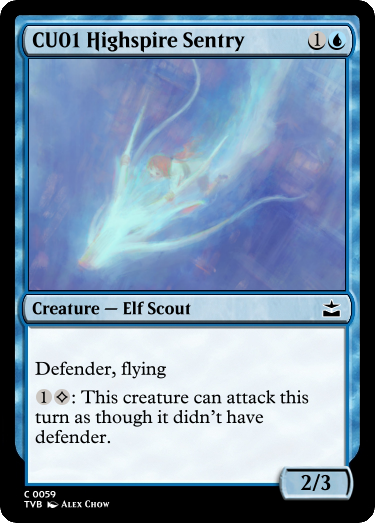 CU01 Highspire Sentry 1
Creature — Elf Scout
Defender, flying
1: This creature can attack this
turn as though it didn't have
defender.
2/3
C 0059
TVB Alex Chow